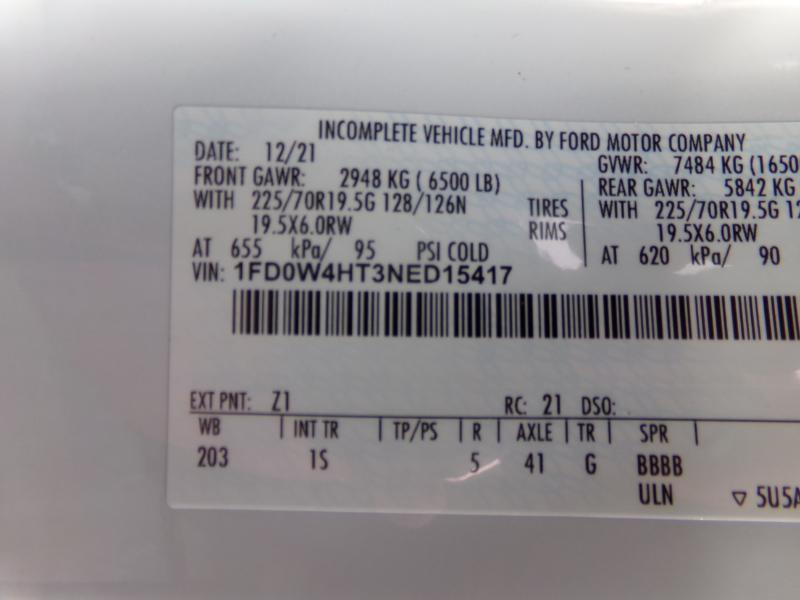 INCOMPLETE VEHICLE MFD. BY FORD MOTOR COMPANY
DATE: 12/21 GVWR: 7484 KG (1650
FRONT GAWR: 2948 KG ( 6500 LB) REAR GAWR: 5842 KG
WITH 225/70R19.5G 128/126N TIRES WITH 225/70R19.5G 12
19.5X6.0RW RIMS 19.5X6.0RW
AT 655 kPa/ 95 PSI COLD AT 620 kPa/ 90
VIN: 1FD0W4HT3NED15417
EXT PNT: Z1 RC: 21 DSO:
WB | INT TR | TP/PS | R | AXLE | TR | SPR |
203 1S 5 41 G BBBB
ULN ▽ 5U5A